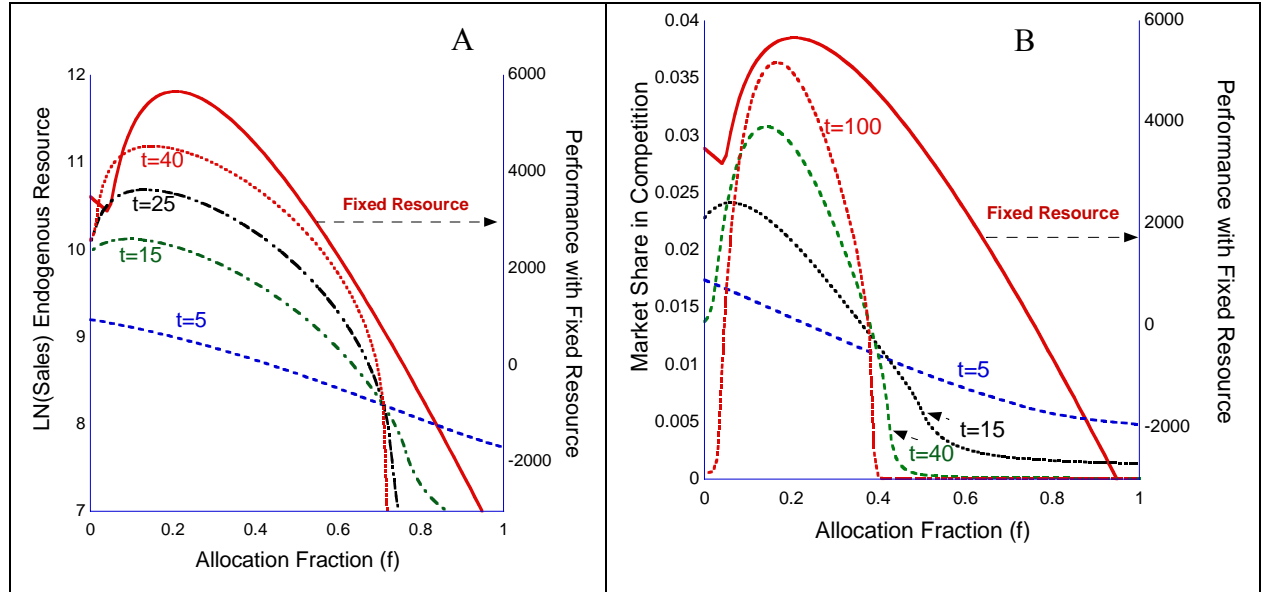 A
LN(Sales) Endogenous Resource
12
11
10
9
8
7
6000
4000
2000
0
-2000
Performance with Fixed Resource
t=40
t=25
t=15
t=5
Fixed Resource
0 0.2 0.4 0.6 0.8 1
Allocation Fraction (f)
B
Market Share in Competition
0.04
0.035
0.03
0.025
0.02
0.015
0.01
0.005
0
6000
4000
2000
0
-2000
Performance with Fixed Resource
t=100
Fixed Resource
t=5
t=15
t=40
0 0.2 0.4 0.6 0.8 1
Allocation Fraction (f)